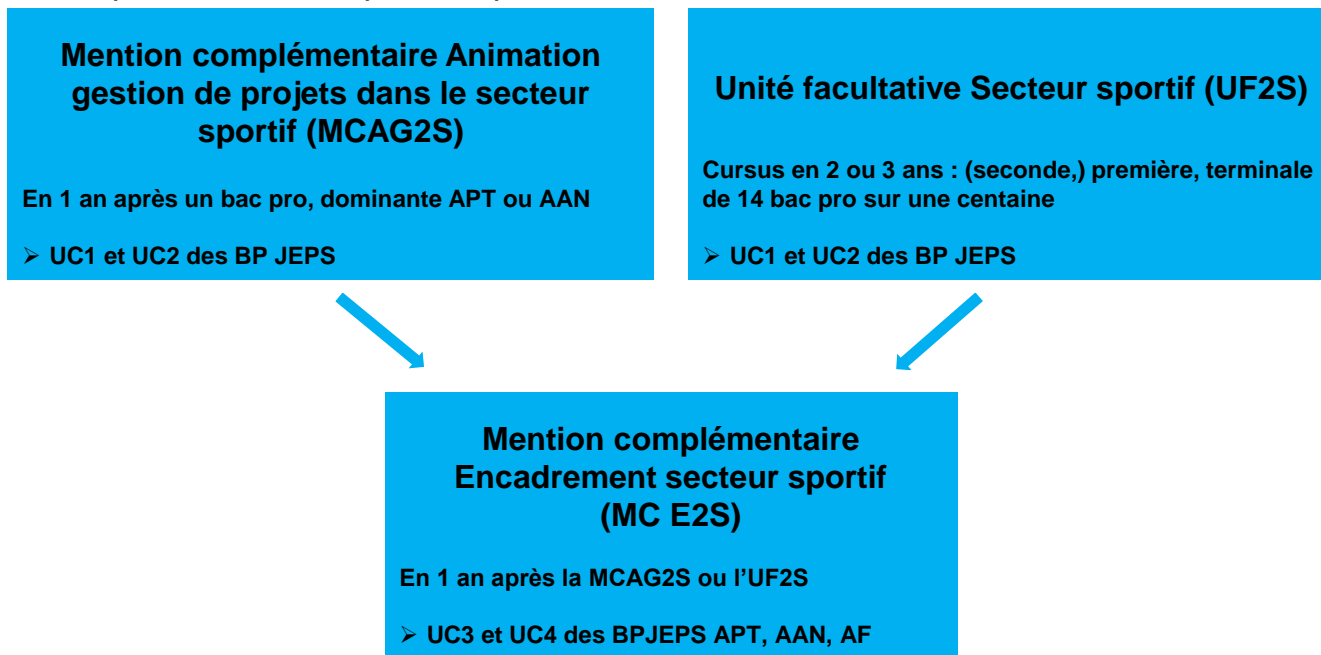 Mention complémentaire Animation
gestion de projets dans le secteur
sportif (MCAG2S)
En 1 an après un bac pro, dominante APT ou AAN
➢ UC1 et UC2 des BP JEPS
Unité facultative Secteur sportif (UF2S)
Cursus en 2 ou 3 ans : (seconde,) première, terminale
de 14 bac pro sur une centaine
➢ UC1 et UC2 des BP JEPS
Mention complémentaire
Encadrement secteur sportif
(MC E2S)
En 1 an après la MCAG2S ou l’UF2S
➢ UC3 et UC4 des BPJEPS APT, AAN, AF